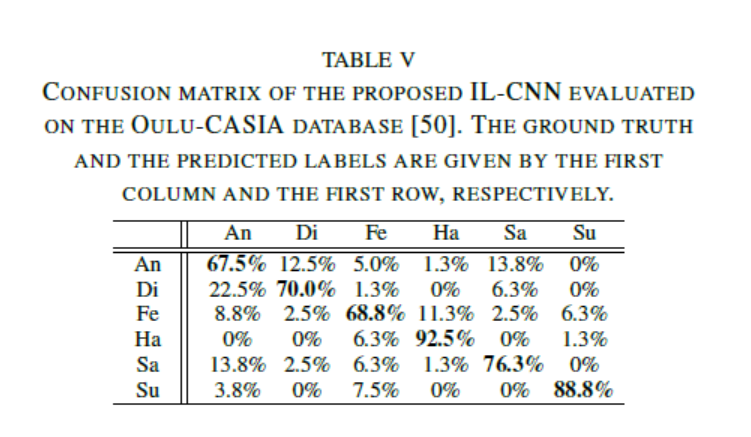 TABLE V
CONFUSION MATRIX OF THE PROPOSED IL-CNN EVALUATED
ON THE OULU-CASIA DATABASE [50]. THE GROUND TRUTH
AND THE PREDICTED LABELS ARE GIVEN BY THE FIRST
COLUMN AND THE FIRST ROW, RESPECTIVELY.
An Di Fe Ha Sa Su
An 67.5% 12.5% 5.0% 1.3% 13.8% 0%
Di 22.5% 70.0% 1.3% 0% 6.3% 0%
Fe 8.8% 2.5% 68.8% 11.3% 2.5% 6.3%
Ha 0% 0% 6.3% 92.5% 0% 1.3%
Sa 13.8% 2.5% 6.3% 1.3% 76.3% 0%
Su 3.8% 0% 7.5% 0% 0% 88.8%